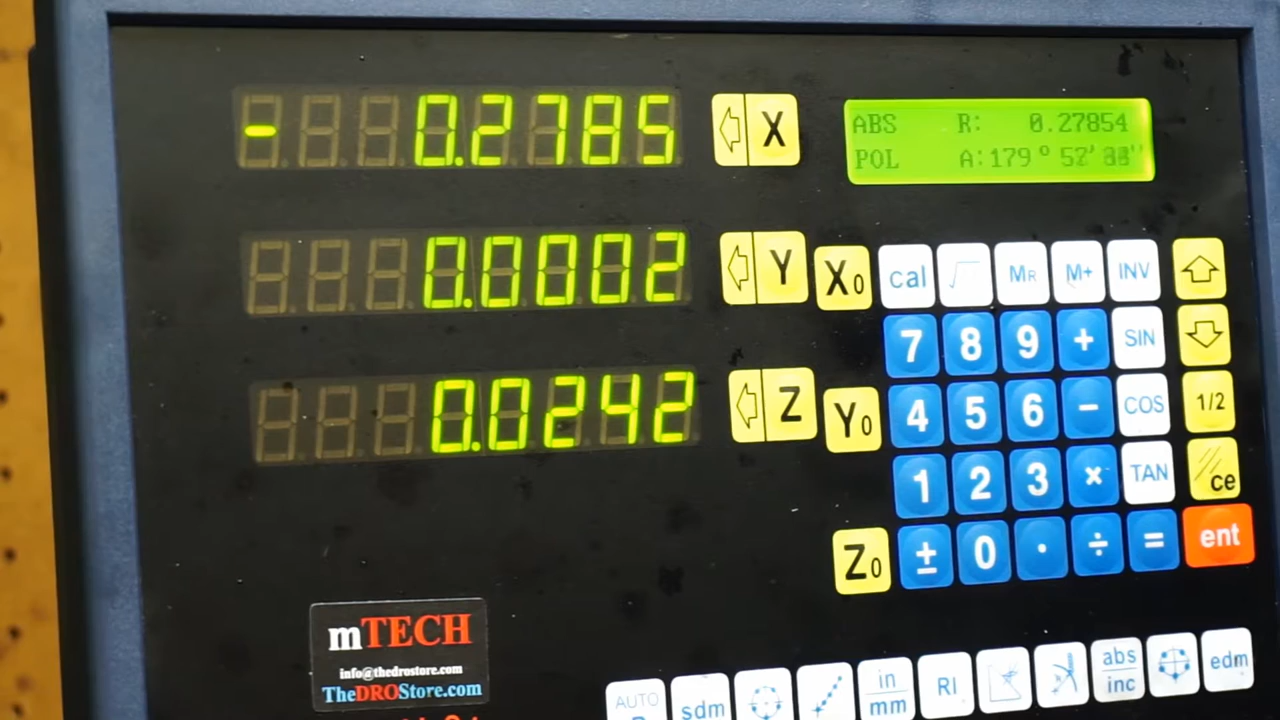 - 0.2785 X ABS R: 0.27854
POL A:179° 52'
0.0002 Y X0 cal √ MR M+ INV
7 8 9 + SIN
0.0242 Z Y0 4 5 6 - COS 1/2
1 2 3 × TAN ce
Z0 ± 0 · ÷ = ent
mTECH
info@thedrostore.com
TheDROStore.com
AUTO sdm in mm RI abs inc edm